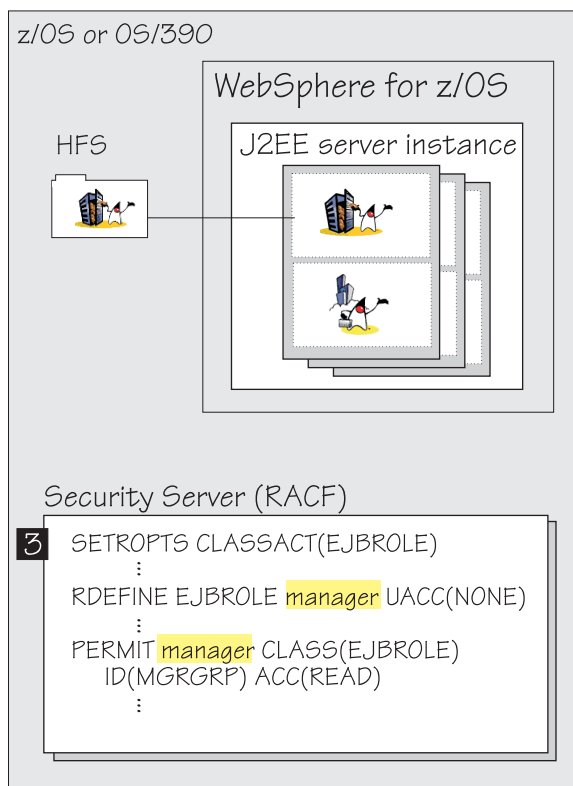 z/OS or OS/390
WebSphere for z/OS
HFS
J2EE server instance
Security Server (RACF)
3
SETROPTS CLASSACT(EJBROLE)
⋮
RDEFINE EJBROLE manager UACC(NONE)
⋮
PERMIT manager CLASS(EJBROLE)
ID(MGRGRP) ACC(READ)
⋮